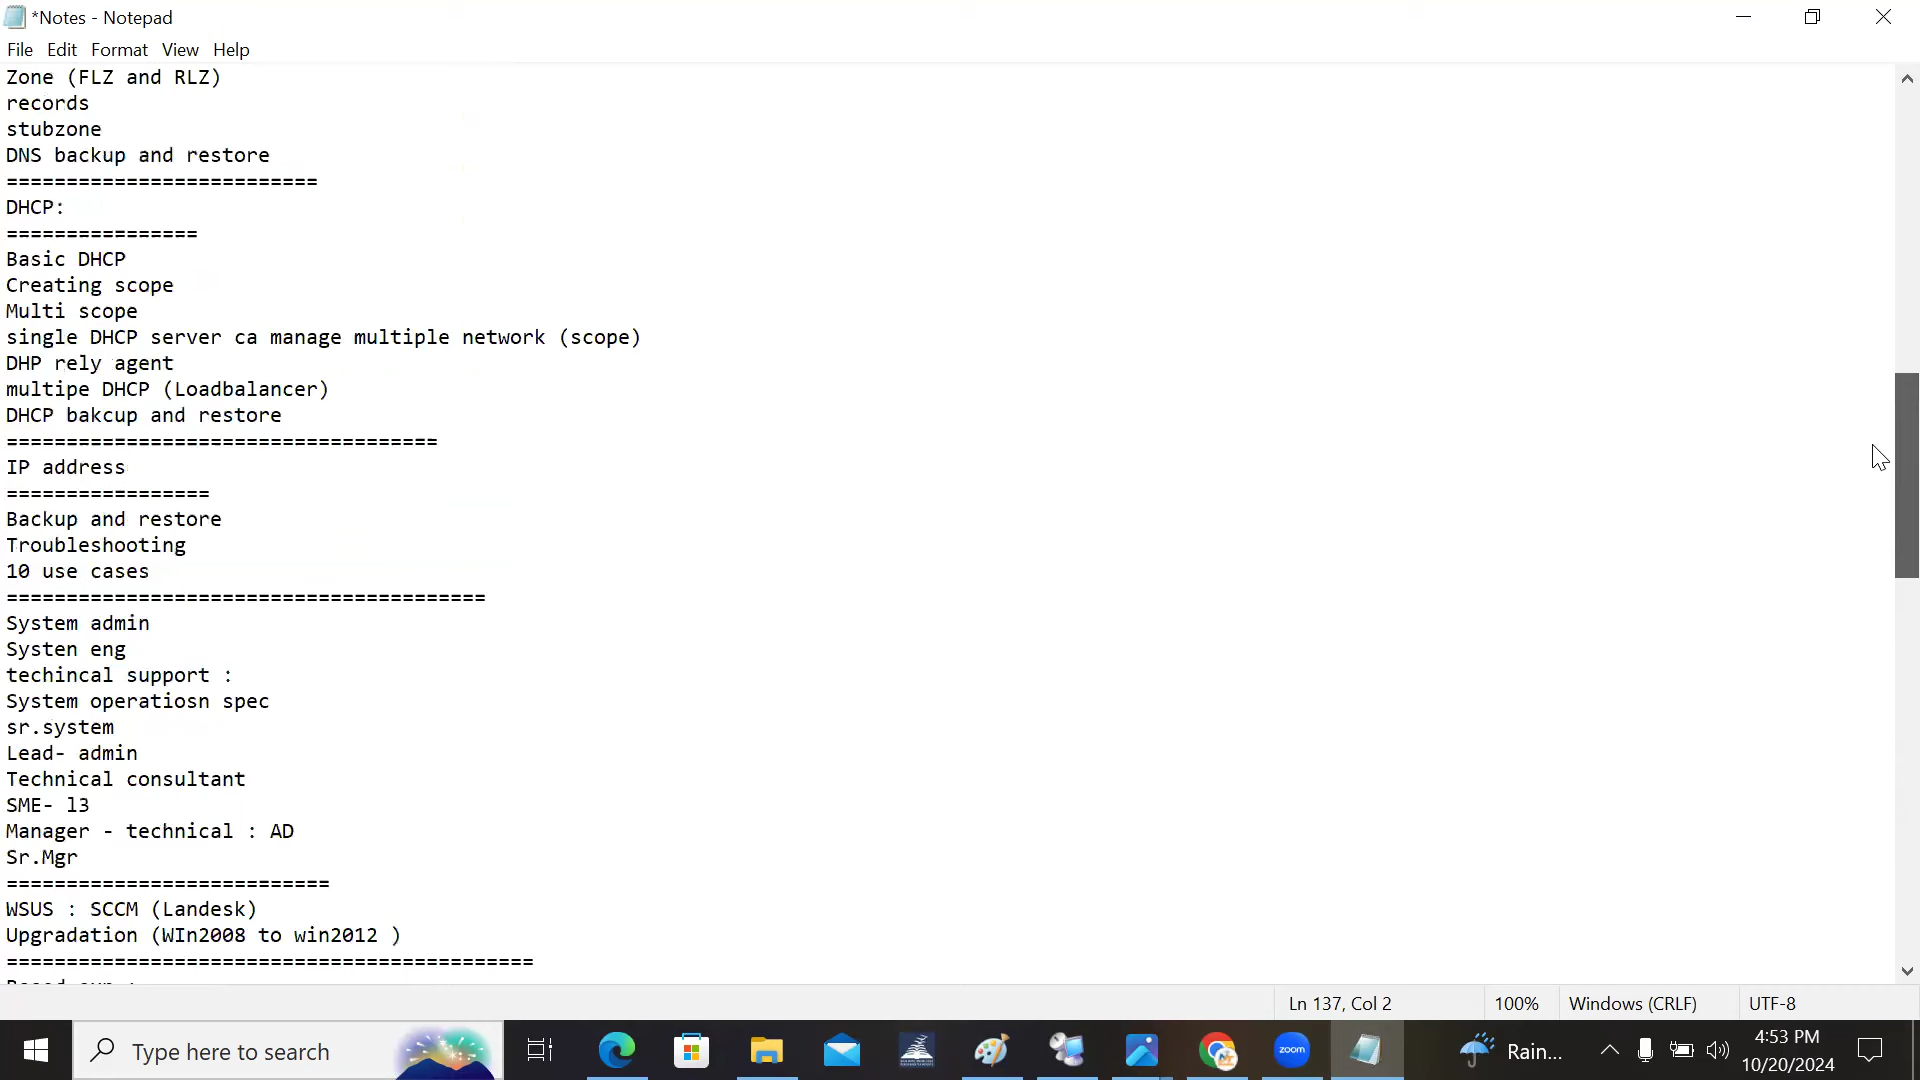 *Notes - Notepad
File Edit Format View Help
Zone (FLZ and RLZ)
records
stubzone
DNS backup and restore
==========================
DHCP:
================
Basic DHCP
Creating scope
Multi scope
single DHCP server ca manage multiple network (scope)
DHP rely agent
multipe DHCP (Loadbalancer)
DHCP bakcup and restore
====================================
IP address
=================
Backup and restore
Troubleshooting
10 use cases
========================================
System admin
Systen eng
techincal support :
System operatiosn spec
sr.system
Lead- admin
Technical consultant
SME- l3
Manager - technical : AD
Sr.Mgr
===========================
WSUS : SCCM (Landesk)
Upgradation (WIn2008 to win2012 )
============================================
Ln 137, Col 2
100%
Windows (CRLF)
UTF-8
Type here to search
zoom
Rain...
4:53 PM
10/20/2024